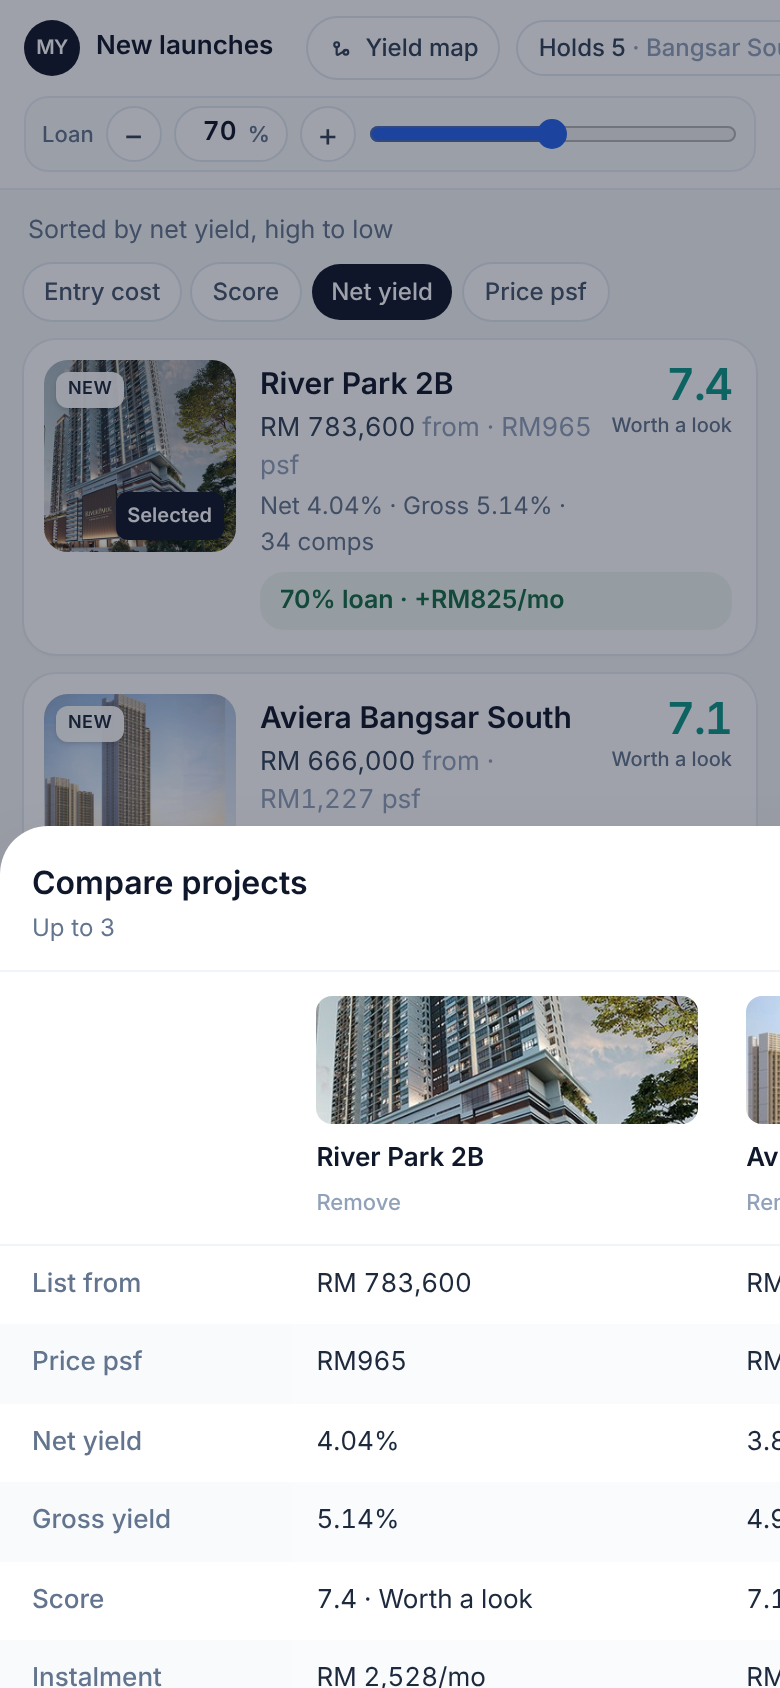 MY
New launches
Yield map
Holds 5 · Bangsar Sou
Loan
−
70 %
+
Sorted by net yield, high to low
Entry cost
Score
Net yield
Price psf
NEW
RIVERPARK
Selected
River Park 2B
RM 783,600 from · RM965
psf
Net 4.04% · Gross 5.14% ·
34 comps
7.4
Worth a look
70% loan · +RM825/mo
NEW
Aviera Bangsar South
RM 666,000 from ·
RM1,227 psf
7.1
Worth a look
Compare projects
Up to 3
River Park 2B
Av
Remove
Rer
List from
RM 783,600
RM
Price psf
RM965
RM
Net yield
4.04%
3.8
Gross yield
5.14%
4.9
Score
7.4 · Worth a look
7.1
Instalment
RM 2,528/mo
RM